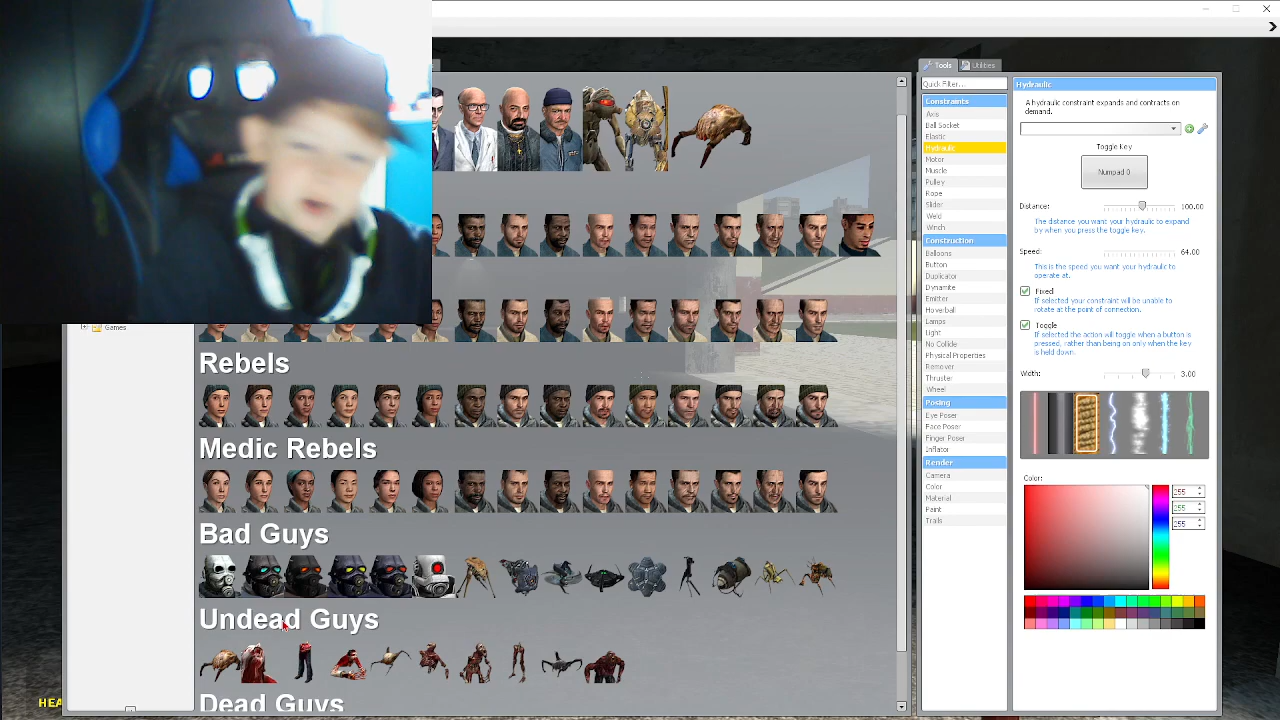 Tools
Utilities
Quick Filter...
Constraints
Axis
Ball Socket
Elastic
Hydraulic
Motor
Muscle
Pulley
Rope
Slider
Weld
Winch
Construction
Balloons
Button
Duplicator
Dynamite
Emitter
Hoverball
Lamps
Light
No Collide
Physical Properties
Remover
Thruster
Wheel
Posing
Eye Poser
Face Poser
Finger Poser
Inflator
Render
Camera
Color
Material
Paint
Trails
Hydraulic
A hydraulic constraint expands and contracts on
demand.
Toggle Key
Numpad 0
Distance:
100.00
The distance you want your hydraulic to expand
by when you press the toggle key.
Speed:
64.00
This is the speed you want your hydraulic to
operate at.
Fixed
If selected your constraint will be unable to
rotate at the point of connection.
Toggle
If selected the action will toggle when a button is
pressed, rather than being on only when the key
is held down.
Width:
3.00
Color:
255
255
255
Games
Rebels
Medic Rebels
Bad Guys
Undead Guys
Dead Guys
HEA